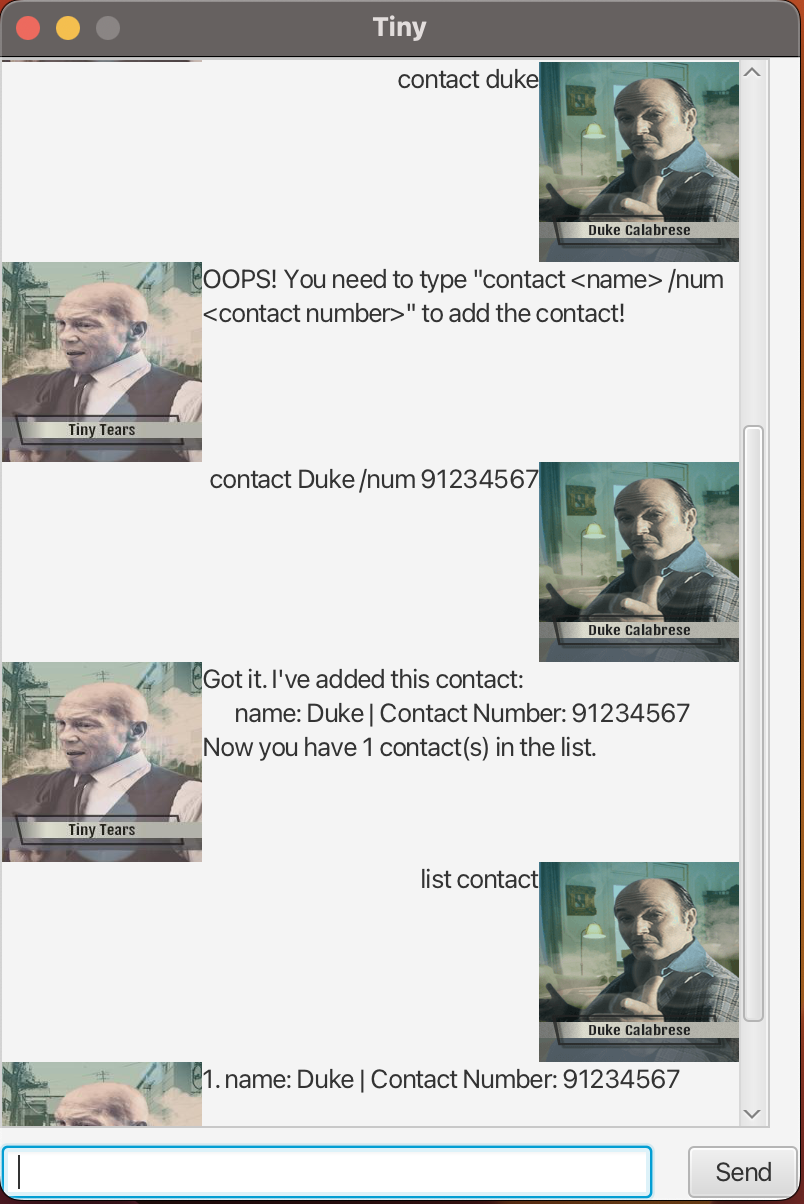 Tiny
contact duke
Duke Calabrese
OOPS! You need to type "contact <name> /num
<contact number>" to add the contact!
Tiny Tears
contact Duke /num 91234567
Duke Calabrese
Got it. I've added this contact:
name: Duke | Contact Number: 91234567
Now you have 1 contact(s) in the list.
Tiny Tears
list contact
Duke Calabrese
1. name: Duke | Contact Number: 91234567
Send